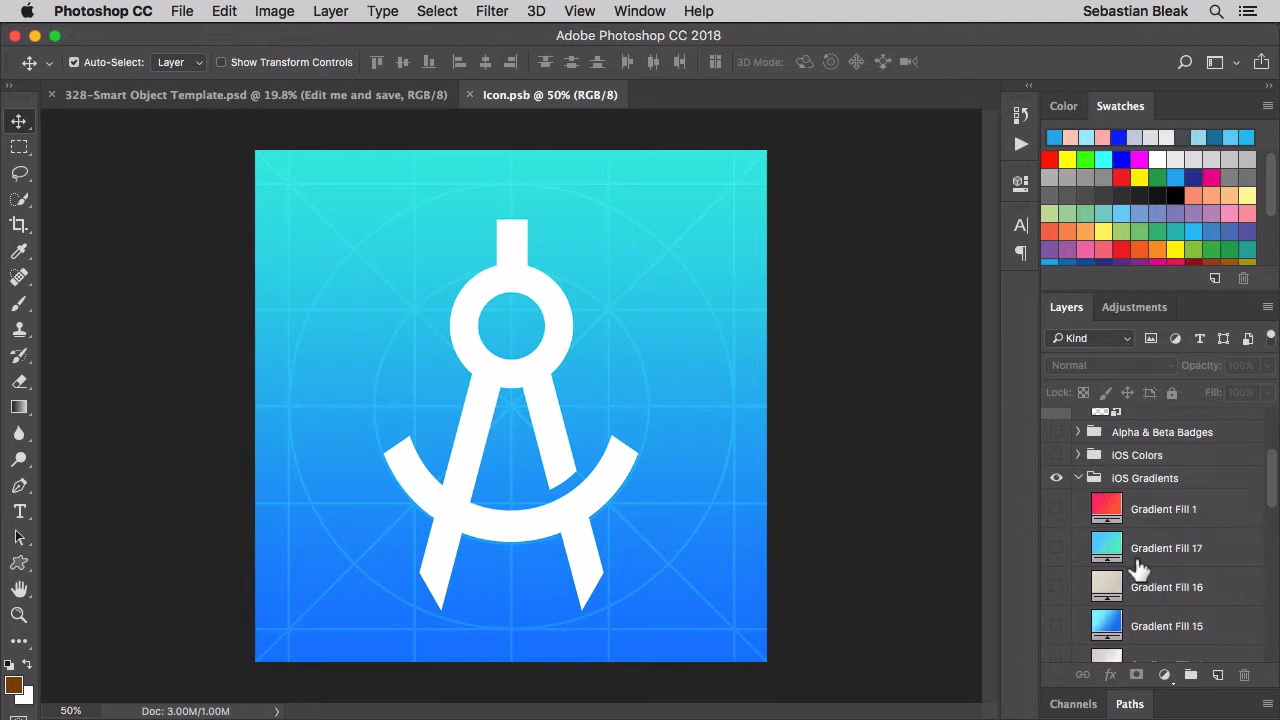 Photoshop CC File Edit Image Layer Type Select Filter 3D View Window Help Sebastian Bleak
Adobe Photoshop CC 2018
Auto-Select: Layer Show Transform Controls 3D Mode:
328-Smart Object Template.psd @ 19.8% (Edit me and save, RGB/8) Icon.psb @ 50% (RGB/8)
Color Swatches
Layers Adjustments
Kind
Normal Opacity: 100%
Lock: Fill: 100%
Alpha & Beta Badges
iOS Colors
iOS Gradients
Gradient Fill 1
Gradient Fill 17
Gradient Fill 16
Gradient Fill 15
50% Doc: 3.00M/1.00M
Channels Paths